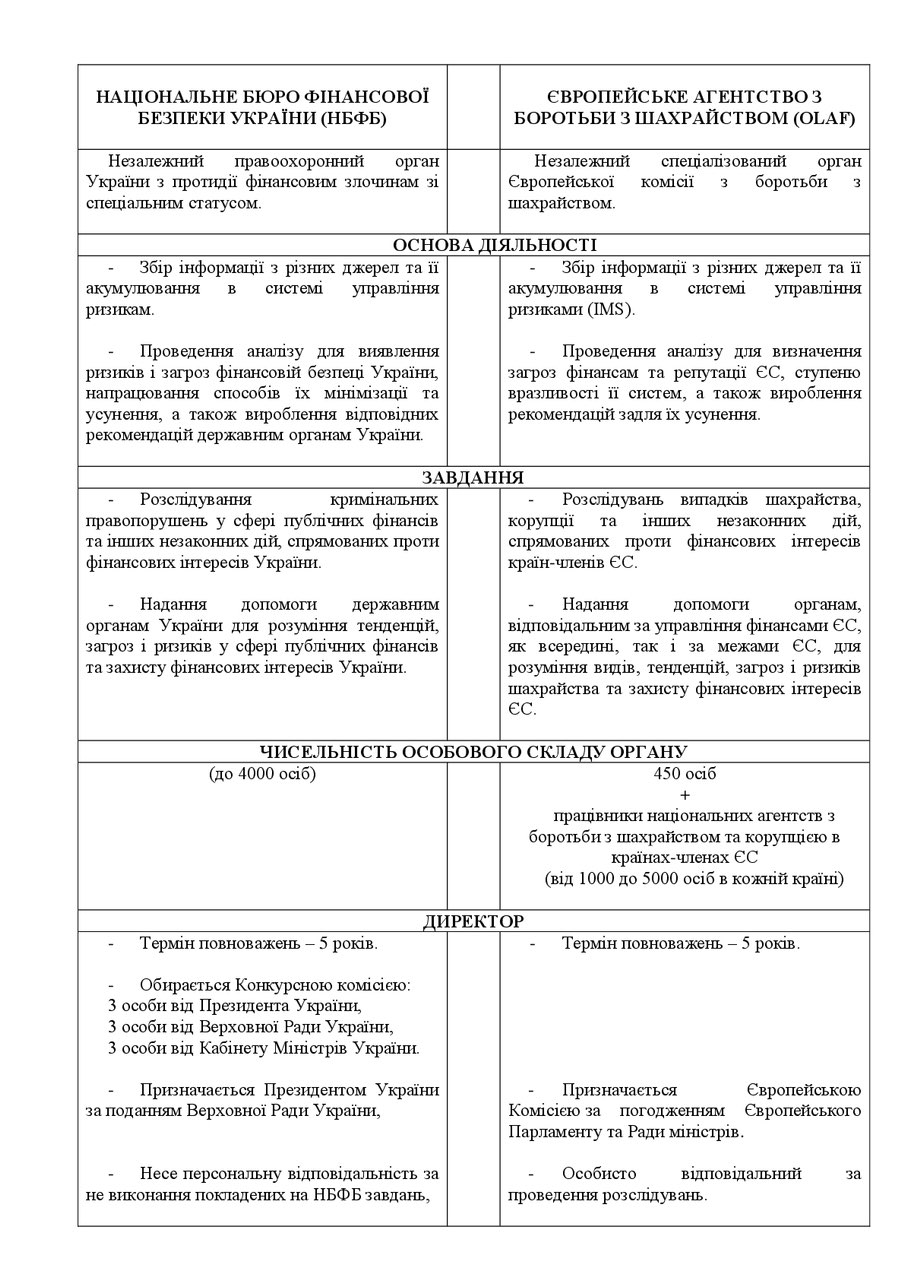 НАЦІОНАЛЬНЕ БЮРО ФІНАНСОВОЇ
БЕЗПЕКИ УКРАЇНИ (НБФБ)
ЄВРОПЕЙСЬКЕ АГЕНТСТВО З
БОРОТЬБИ З ШАХРАЙСТВОМ (OLAF)
Незалежний правоохоронний орган
України з протидії фінансовим злочинам зі
спеціальним статусом.
Незалежний спеціалізований орган
Європейської комісії з боротьби з
шахрайством.
ОСНОВА ДІЯЛЬНОСТІ
- Збір інформації з різних джерел та її
акумулювання в системі управління
ризикам.
- Проведення аналізу для виявлення
ризиків і загроз фінансовій безпеці України,
напрацювання способів їх мінімізації та
усунення, а також вироблення відповідних
рекомендацій державним органам України.
- Збір інформації з різних джерел та її
акумулювання в системі управління
ризиками (IMS).
- Проведення аналізу для визначення
загроз фінансам та репутації ЄС, ступеню
вразливості її систем, а також вироблення
рекомендацій задля їх усунення.
ЗАВДАННЯ
- Розслідування кримінальних
правопорушень у сфері публічних фінансів
та інших незаконних дій, спрямованих проти
фінансових інтересів України.
- Надання допомоги державним
органам України для розуміння тенденцій,
загроз і ризиків у сфері публічних фінансів
та захисту фінансових інтересів України.
- Розслідувань випадків шахрайства,
корупції та інших незаконних дій,
спрямованих проти фінансових інтересів
країн-членів ЄС.
- Надання допомоги органам,
відповідальним за управління фінансами ЄС,
як всередині, так і за межами ЄС, для
розуміння видів, тенденцій, загроз і ризиків
шахрайства та захисту фінансових інтересів
ЄС.
ЧИСЕЛЬНІСТЬ ОСОБОВОГО СКЛАДУ ОРГАНУ
(до 4000 осіб)
450 осіб
+
працівники національних агентств з
боротьби з шахрайством та корупцією в
країнах-членах ЄС
(від 1000 до 5000 осіб в кожній країні)
ДИРЕКТОР
- Термін повноважень – 5 років.
- Обирається Конкурсною комісією:
3 особи від Президента України,
3 особи від Верховної Ради України,
3 особи від Кабінету Міністрів України.
- Призначається Президентом України
за поданням Верховної Ради України,
- Несе персональну відповідальність за
не виконання покладених на НБФБ завдань,
- Термін повноважень – 5 років.
- Призначається Європейською
Комісією за погодженням Європейського
Парламенту та Ради міністрів.
- Особисто відповідальний за
проведення розслідувань.